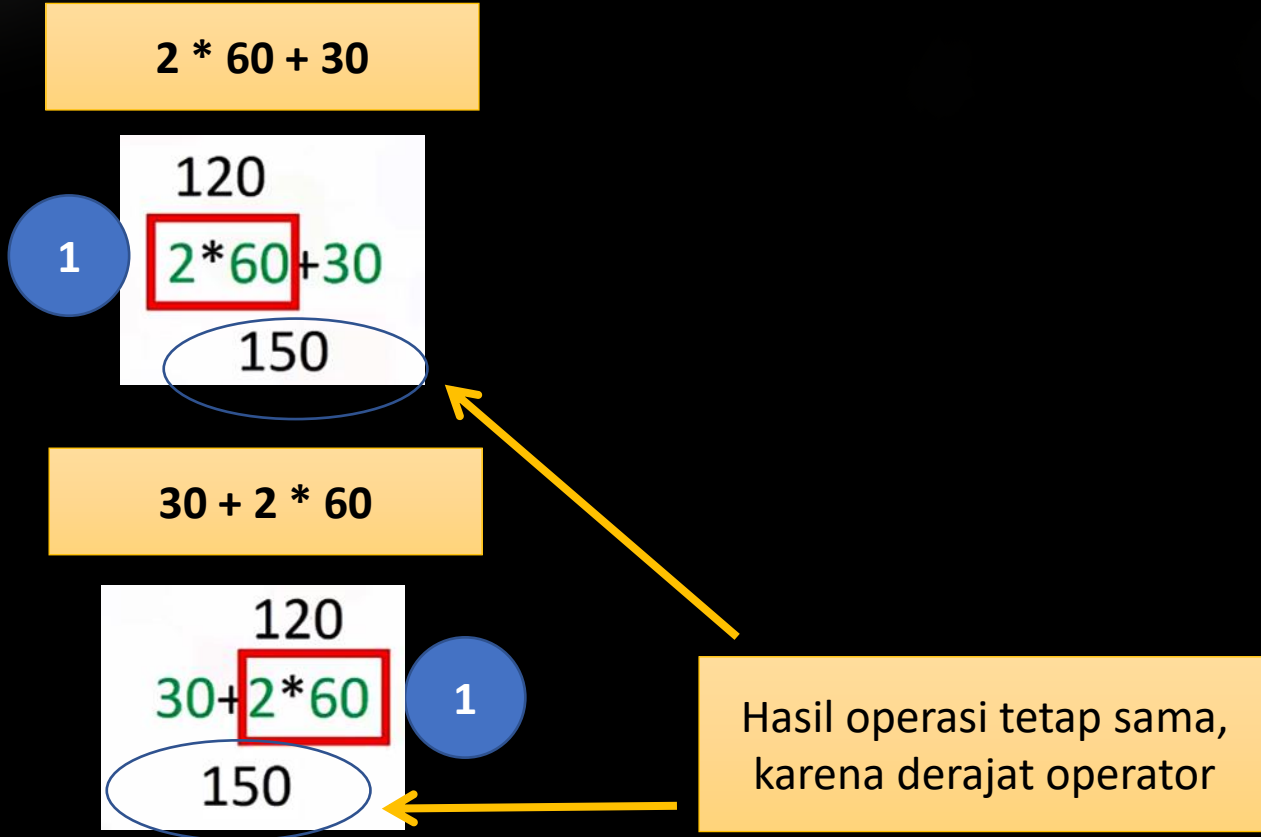 2 * 60 + 30
120
1
2*60+30
150
30 + 2 * 60
120
30+2*60
1
150
Hasil operasi tetap sama,
karena derajat operator